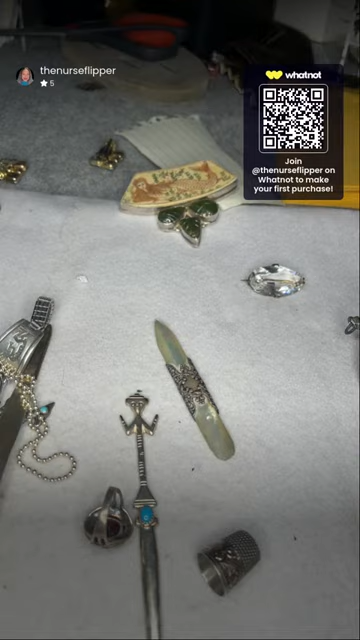 thenurseflipper
★ 5
whatnot
Join
@thenurseflipper on
Whatnot to make
your first purchase!